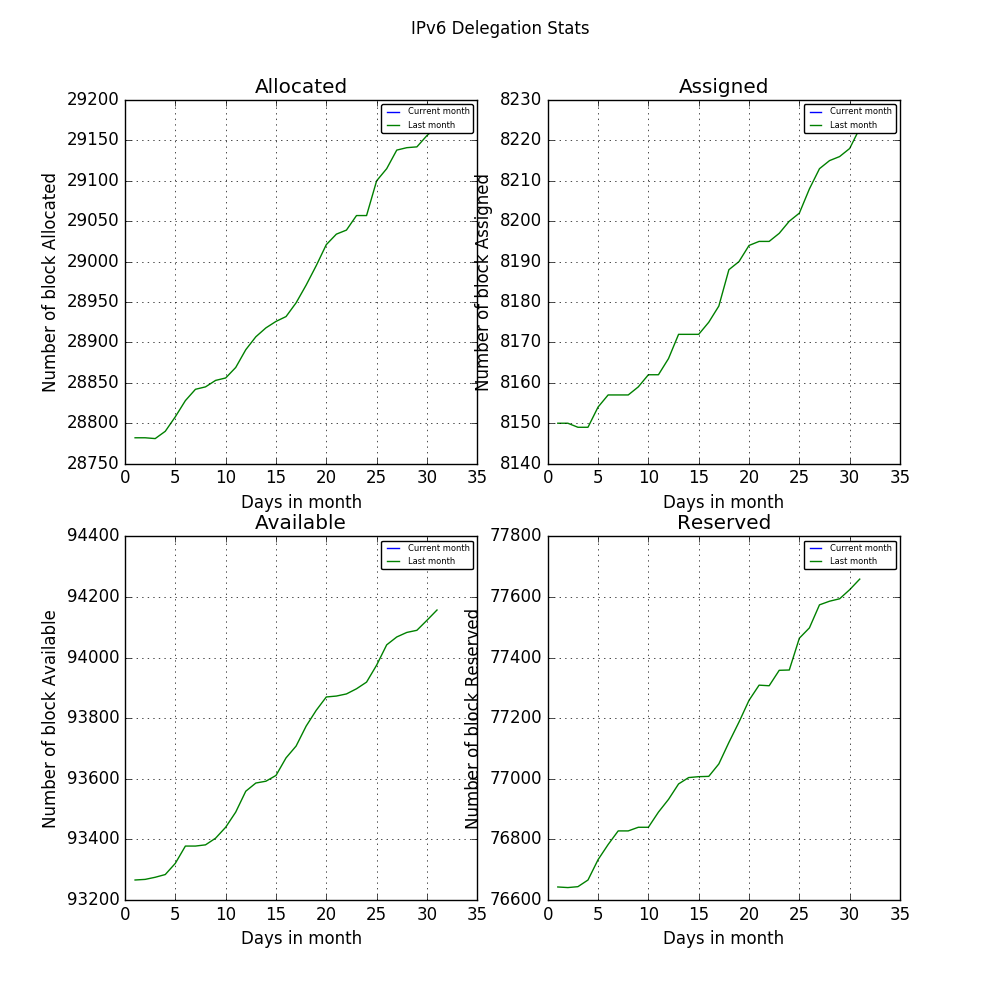 IPv6 Delegation Stats
Allocated
Number of block Allocated
29200
29150
29100
29050
29000
28950
28900
28850
28800
28750
Current month
Last month
0 5 10 15 20 25 30 35
Days in month
Assigned
Number of block Assigned
8230
8220
8210
8200
8190
8180
8170
8160
8150
8140
Current month
Last month
0 5 10 15 20 25 30 35
Days in month
Available
Number of block Available
94400
94200
94000
93800
93600
93400
93200
Current month
Last month
0 5 10 15 20 25 30 35
Days in month
Reserved
Number of block Reserved
77800
77600
77400
77200
77000
76800
76600
Current month
Last month
0 5 10 15 20 25 30 35
Days in month